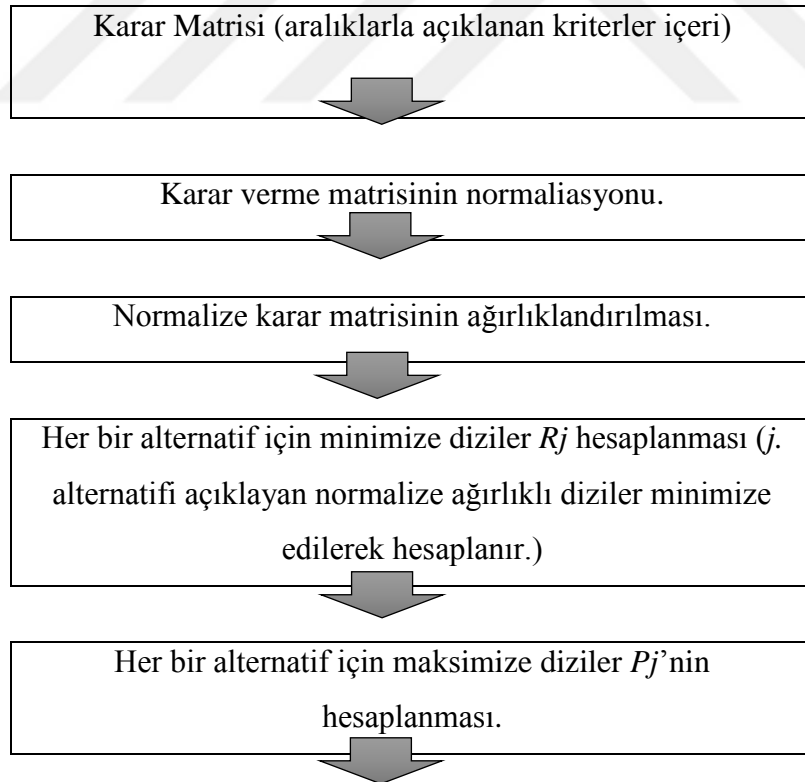 Karar Matrisi (aralıklarla açıklanan kriterler içeri)
Karar verme matrisinin normaliasyonu.
Normalize karar matrisinin ağırlıklandırılması.
Her bir alternatif için minimize diziler Rj hesaplanması (j.
alternatifi açıklayan normalize ağırlıklı diziler minimize
edilerek hesaplanır.)
Her bir alternatif için maksimize diziler Pj’nin
hesaplanması.